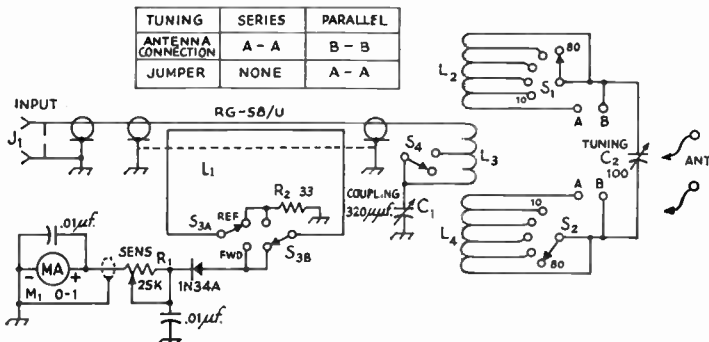 TUNING SERIES PARALLEL
ANTENNA CONNECTION A - A B - B
JUMPER NONE A - A
INPUT
J1
RG-58/U
L1
S3A
REF
FWD
R2 33
S3B
.01µf.
MA
- +
M1 0-1
SENS
R1
25K
1N34A
.01µf.
COUPLING
320µµf.
C1
S4
L3
L2
80
10
S1
A B
TUNING
C2
100
ANT
L4
10
80
S2
A B